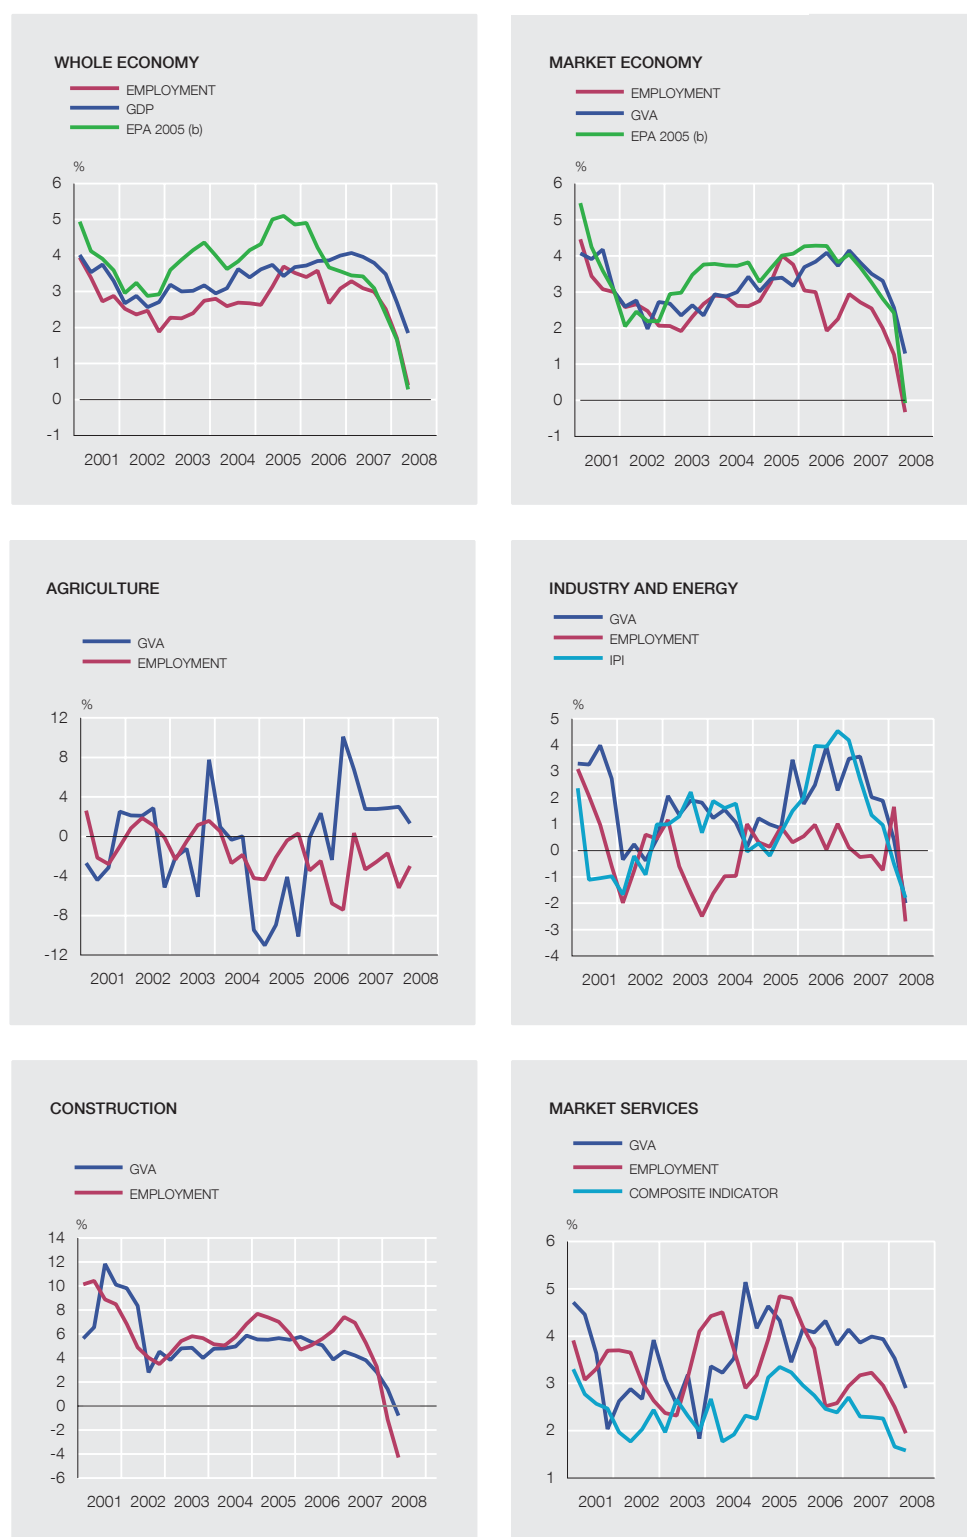 WHOLE ECONOMY
EMPLOYMENT
GDP
EPA 2005 (b)
%
6
5
4
3
2
1
0
-1
2001 2002 2003 2004 2005 2006 2007 2008
MARKET ECONOMY
EMPLOYMENT
GVA
EPA 2005 (b)
%
6
5
4
3
2
1
0
-1
2001 2002 2003 2004 2005 2006 2007 2008
AGRICULTURE
GVA
EMPLOYMENT
%
12
8
4
0
-4
-8
-12
2001 2002 2003 2004 2005 2006 2007 2008
INDUSTRY AND ENERGY
GVA
EMPLOYMENT
IPI
%
5
4
3
2
1
0
-1
-2
-3
-4
2001 2002 2003 2004 2005 2006 2007 2008
CONSTRUCTION
GVA
EMPLOYMENT
%
14
12
10
8
6
4
2
0
-2
-4
-6
2001 2002 2003 2004 2005 2006 2007 2008
MARKET SERVICES
GVA
EMPLOYMENT
COMPOSITE INDICATOR
%
6
5
4
3
2
1
2001 2002 2003 2004 2005 2006 2007 2008